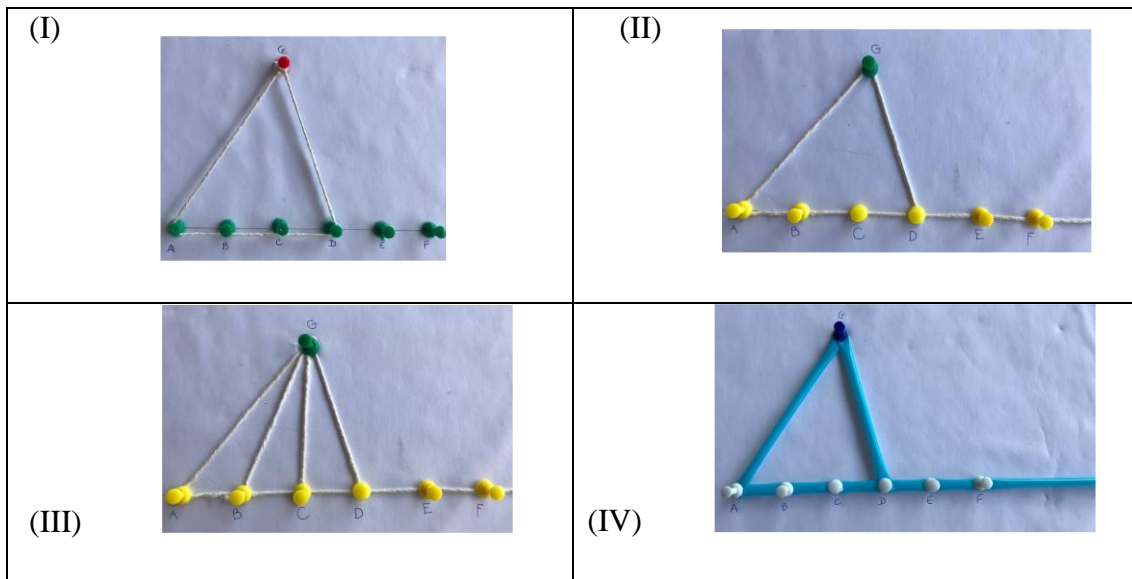 (I)
G
A B C D E F
(II)
G
A B C D E F
(III)
G
A B C D E F
(IV)
G
A B C D E F